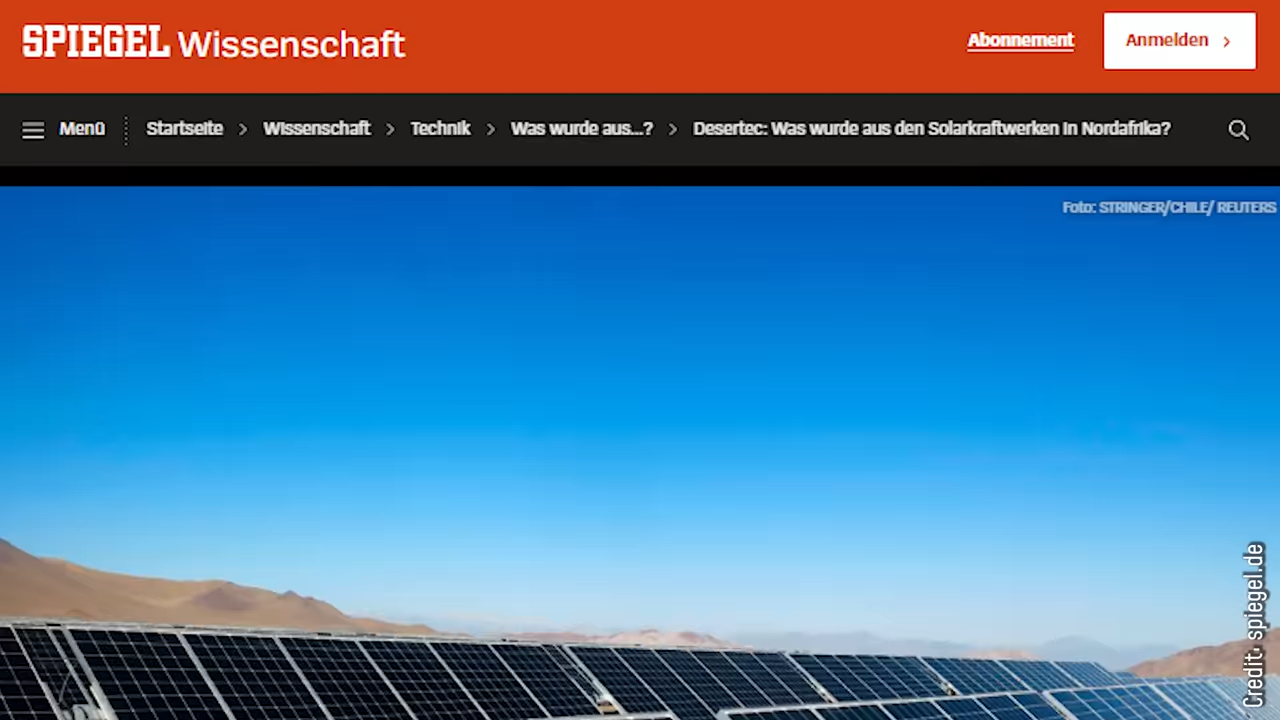 SPIEGEL Wissenschaft
Abonnement
Anmelden
Menü
Startseite > Wissenschaft > Technik > Was wurde aus...? > Desertec: Was wurde aus den Solarkraftwerken in Nordafrika?
Foto: STRINGER/CHILE/ REUTERS
Credit: spiegel.de